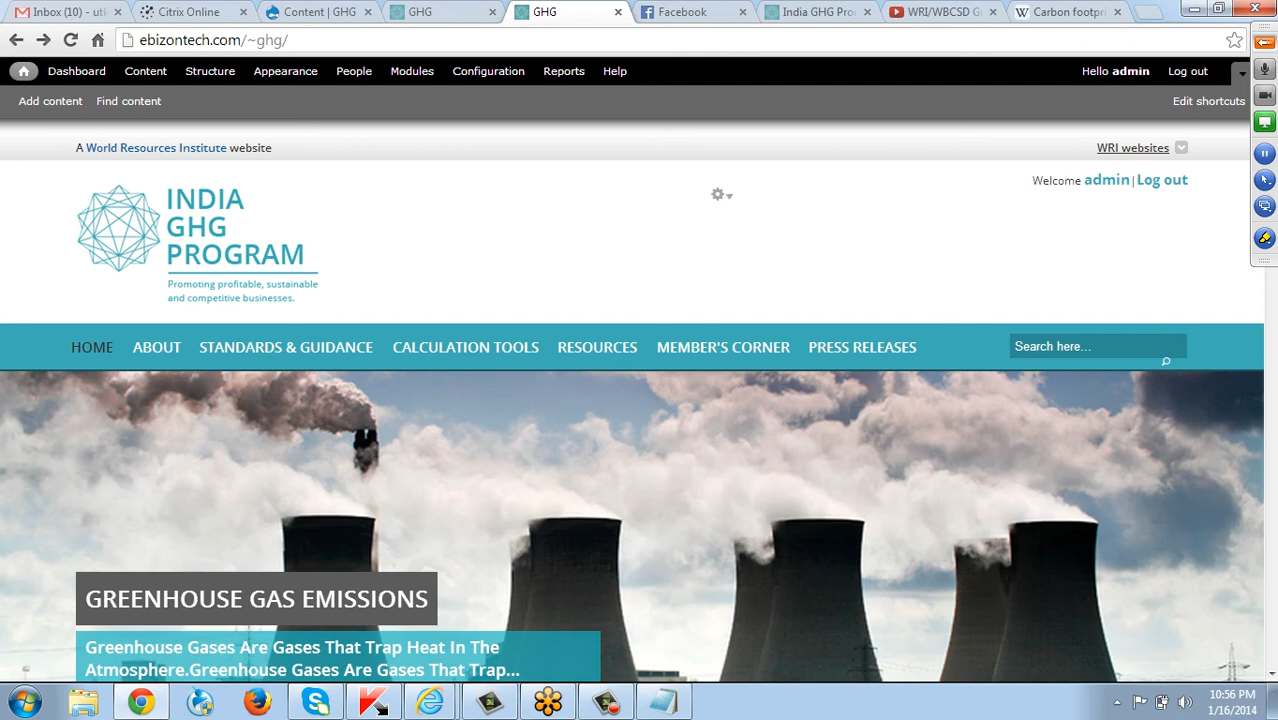 Inbox (10) - utk
Citrix Online
Content | GHG
GHG
GHG
Facebook
India GHG Pro
WRI/WBCSD G
Carbon footpri
ebizontech.com/~ghg/
Dashboard Content Structure Appearance People Modules Configuration Reports Help
Hello admin Log out
Add content Find content
Edit shortcuts
A World Resources Institute website
WRI websites
Welcome admin|Log out
INDIA
GHG
PROGRAM
Promoting profitable, sustainable
and competitive businesses.
HOME ABOUT STANDARDS & GUIDANCE CALCULATION TOOLS RESOURCES MEMBER'S CORNER PRESS RELEASES
Search here...
GREENHOUSE GAS EMISSIONS
Greenhouse Gases Are Gases That Trap Heat In The
Atmosphere.Greenhouse Gases Are Gases That Trap...
10:56 PM
1/16/2014